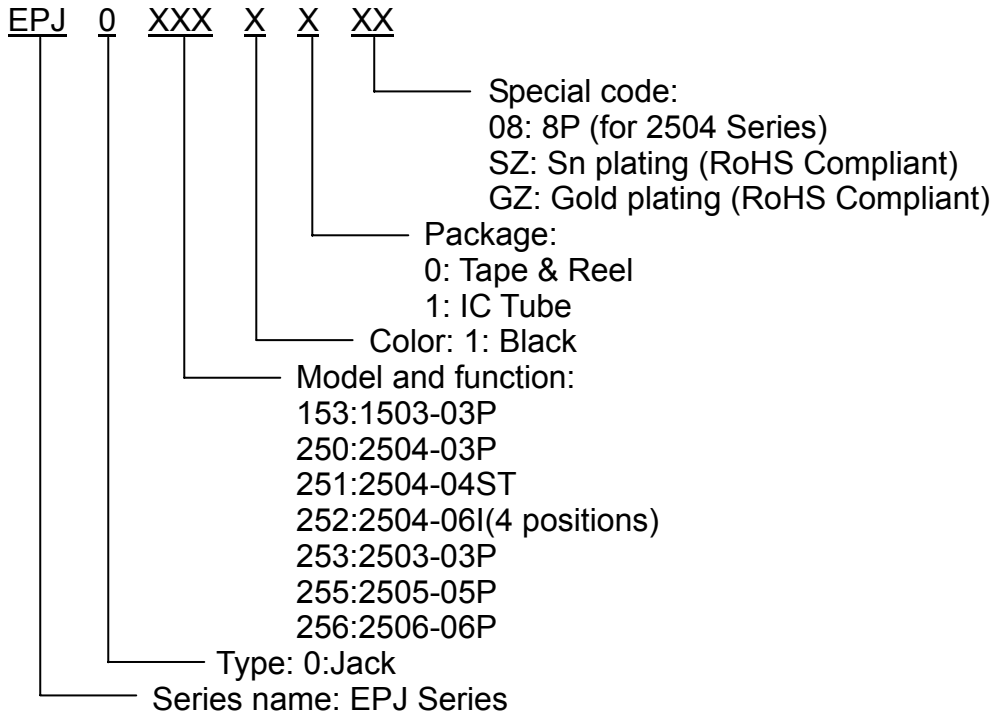 EPJ 0 XXX X X XX
Special code:
08: 8P (for 2504 Series)
SZ: Sn plating (RoHS Compliant)
GZ: Gold plating (RoHS Compliant)
Package:
0: Tape & Reel
1: IC Tube
Color: 1: Black
Model and function:
153:1503-03P
250:2504-03P
251:2504-04ST
252:2504-06I(4 positions)
253:2503-03P
255:2505-05P
256:2506-06P
Type: 0:Jack
Series name: EPJ Series